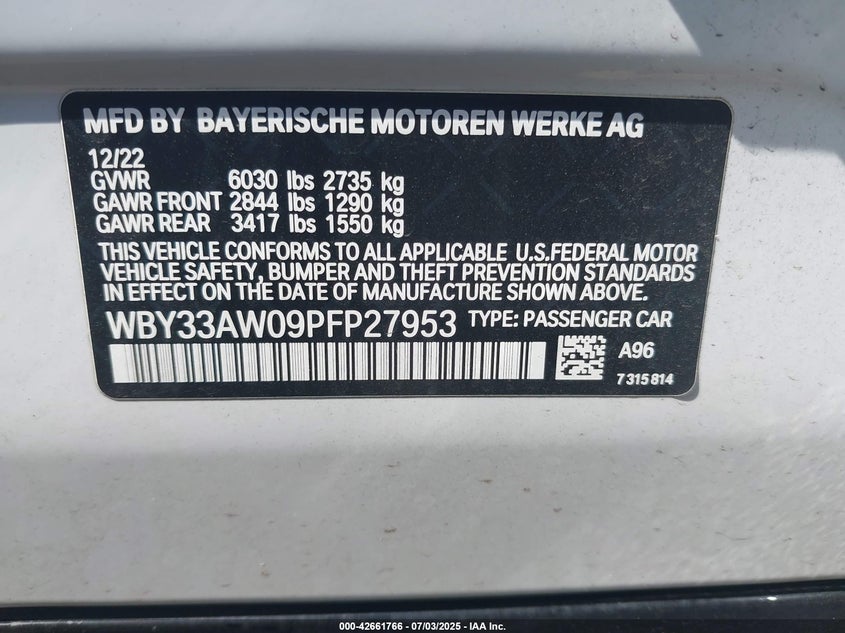 MFD BY BAYERISCHE MOTOREN WERKE AG
12/22
GVWR 6030 lbs 2735 kg
GAWR FRONT 2844 lbs 1290 kg
GAWR REAR 3417 lbs 1550 kg
THIS VEHICLE CONFORMS TO ALL APPLICABLE U.S.FEDERAL MOTOR
VEHICLE SAFETY, BUMPER AND THEFT PREVENTION STANDARDS
IN EFFECT ON THE DATE OF MANUFACTURE SHOWN ABOVE.
WBY33AW09PFP27953 TYPE: PASSENGER CAR
A96
7 315 814
000-42661766 - 07/03/2025 - IAA Inc.